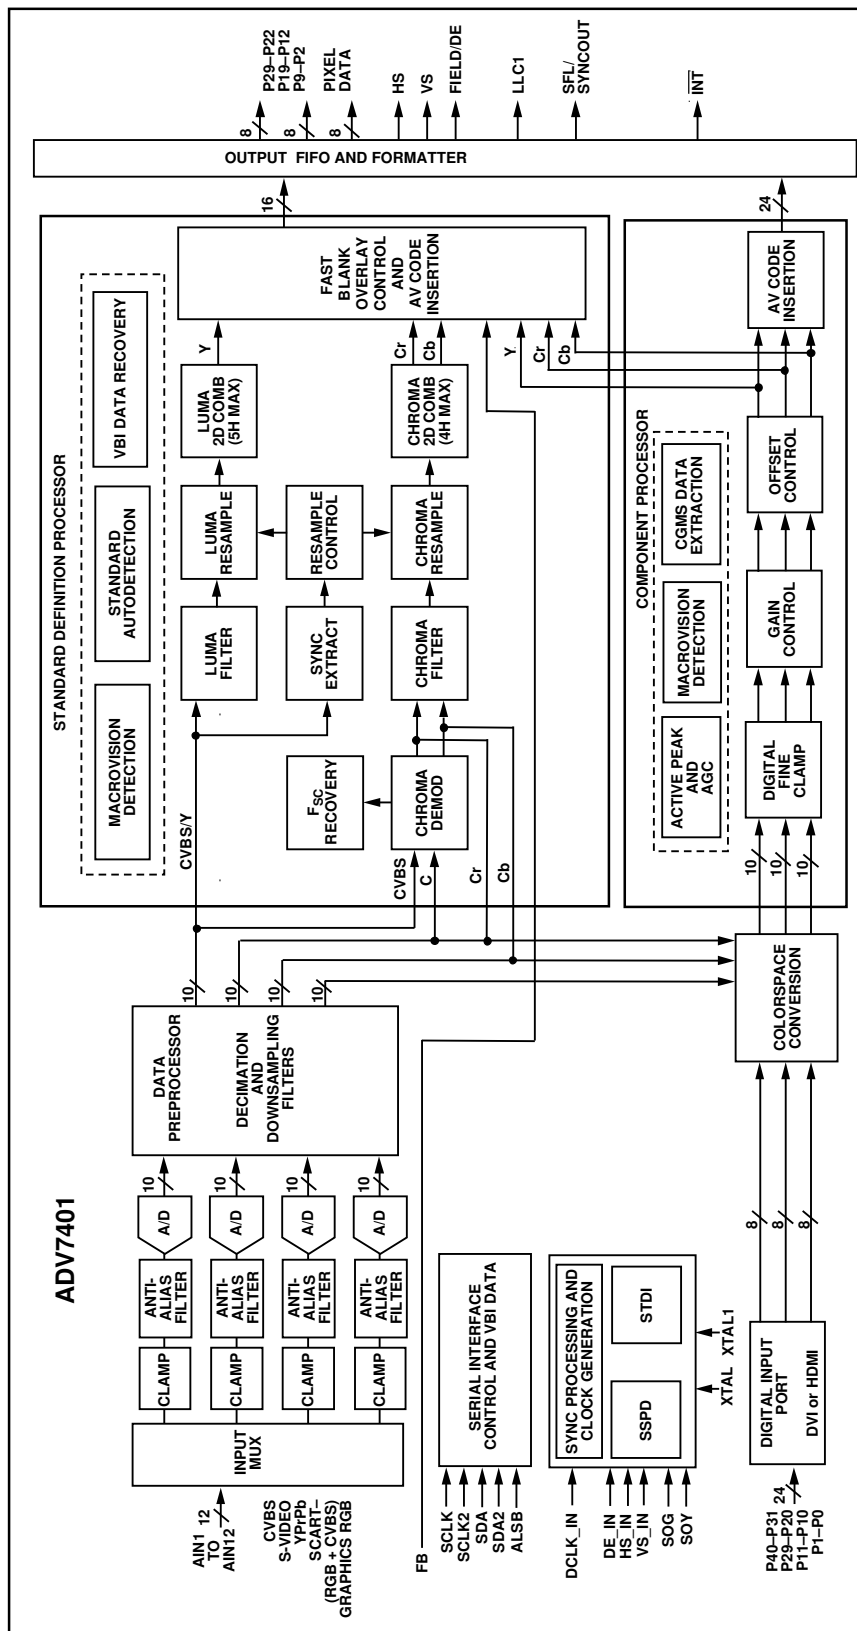 ADV7401
AIN1
TO
AIN12
12
CVBS
S-VIDEO
YPrPb
SCART–
(RGB + CVBS)
GRAPHICS RGB
INPUT
MUX
CLAMP
ANTI-
ALIAS
FILTER
A/D
10
CLAMP
ANTI-
ALIAS
FILTER
A/D
10
CLAMP
ANTI-
ALIAS
FILTER
A/D
10
CLAMP
ANTI-
ALIAS
FILTER
A/D
10
DATA
PREPROCESSOR
DECIMATION
AND
DOWNSAMPLING
FILTERS
10
10
10
10
FB
STANDARD DEFINITION PROCESSOR
MACROVISION
DETECTION
STANDARD
AUTODETECTION
VBI DATA RECOVERY
CVBS/Y
CVBS
C
Cr
Cb
FSC
RECOVERY
CHROMA
DEMOD
LUMA
FILTER
SYNC
EXTRACT
CHROMA
FILTER
LUMA
RESAMPLE
RESAMPLE
CONTROL
CHROMA
RESAMPLE
LUMA
2D COMB
(5H MAX)
CHROMA
2D COMB
(4H MAX)
Y
Cr
Cb
Y
Cr
Cb
FAST
BLANK
OVERLAY
CONTROL
AND
AV CODE
INSERTION
16
SCLK
SCLK2
SDA
SDA2
ALSB
SERIAL INTERFACE
CONTROL AND VBI DATA
DCLK_IN
DE_IN
HS_IN
VS_IN
SOG
SOY
SYNC PROCESSING AND
CLOCK GENERATION
SSPD
STDI
XTAL
XTAL1
P40–P31
P29–P20
P11–P10
P1–P0
24
DIGITAL INPUT
PORT
DVI or HDMI
8
8
8
COLORSPACE
CONVERSION
10
10
10
COMPONENT PROCESSOR
ACTIVE PEAK
AND
AGC
MACROVISION
DETECTION
CGMS DATA
EXTRACTION
DIGITAL
FINE
CLAMP
GAIN
CONTROL
OFFSET
CONTROL
AV CODE
INSERTION
24
OUTPUT FIFO AND FORMATTER
8
8
8
P29–P22
P19–P12
P9–P2
PIXEL
DATA
HS
VS
FIELD/DE
LLC1
SFL/
SYNCOUT
INT